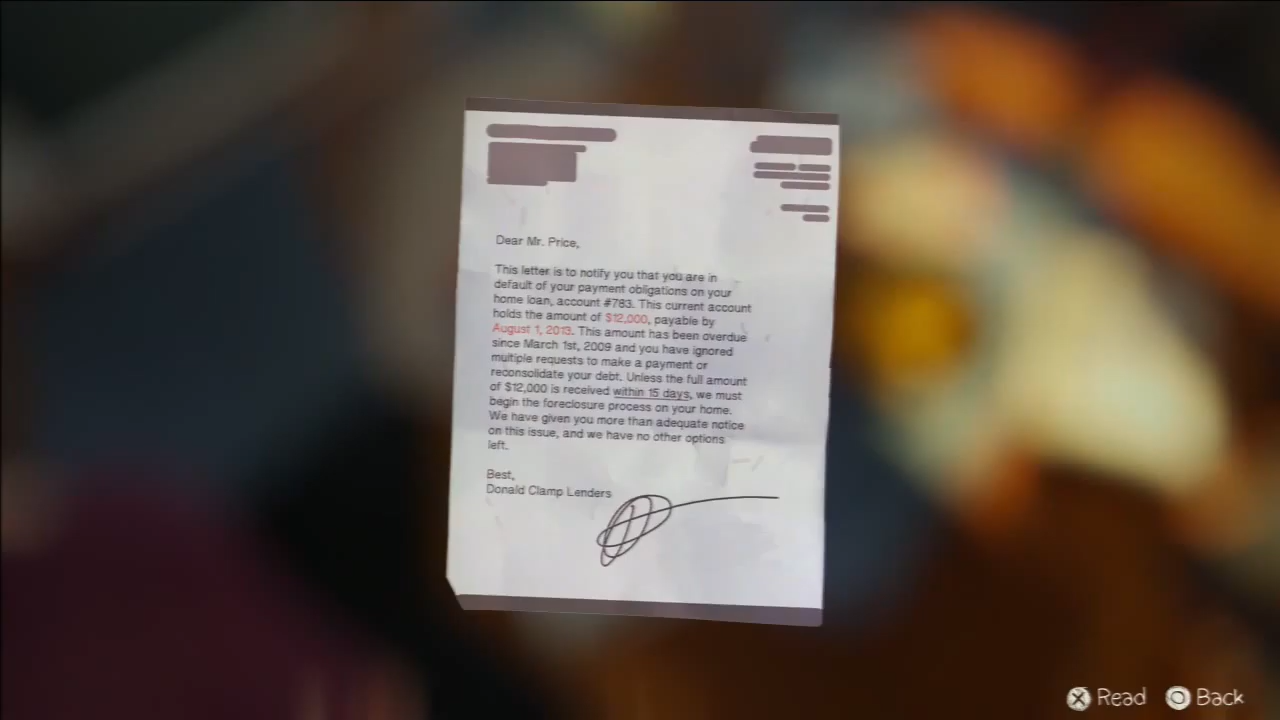 Dear Mr. Price,
This letter is to notify you that you are in
default of your payment obligations on your
home loan, account #783. This current account
holds the amount of $12,000, payable by
August 1, 2013. This amount has been overdue
since March 1st, 2009 and you have ignored
multiple requests to make a payment or
reconsolidate your debt. Unless the full amount
of $12,000 is received within 15 days, we must
begin the foreclosure process on your home.
We have given you more than adequate notice
on this issue, and we have no other options
left.
Best,
Donald Clamp Lenders
Read Back